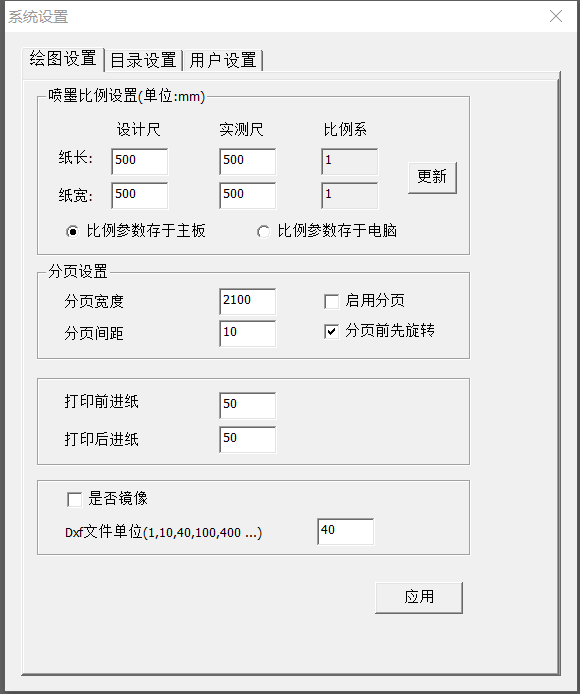 系统设置
绘图设置 目录设置 用户设置
喷墨比例设置(单位:mm)
设计尺 实测尺 比例系
纸长: 500 500 1
更新
纸宽: 500 500 1
比例参数存于主板 比例参数存于电脑
分页设置
分页宽度 2100 启用分页
分页间距 10 分页前先旋转
打印前进纸 50
打印后进纸 50
是否镜像
Dxf文件单位(1,10,40,100,400 ...) 40
应用